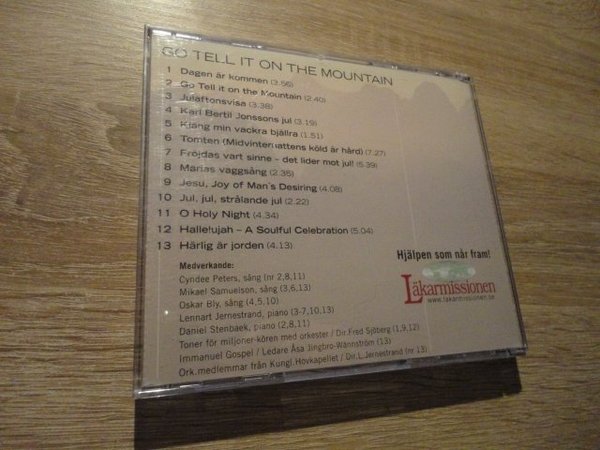 GO TELL IT ON THE MOUNTAIN
1 Dagen är kommen (3.56)
2 Go Tell it on the Mountain (2.40)
3 Julaftonsvisa (3.38)
4 Karl Bertil Jonssons jul (3.19)
5 Kläng min vackra bjällra (1.51)
6 Tomten (Midvinternattens köld är hård) (7.27)
7 Fröjdas vart sinne – det lider mot jul! (5.39)
8 Marias vaggsång (2.35)
9 Jesu, Joy of Man's Desiring (4.08)
10 Jul, jul, strålande jul (2.22)
11 O Holy Night (4.34)
12 Hallelujah – A Soulful Celebration (5.04)
13 Härlig är jorden (4.13)
Medverkande:
Cyndee Peters, sång (nr 2,8,11)
Mikael Samuelson, sång (3,6,13)
Oskar Bly, sång (4,5,10)
Lennart Jernestrand, piano (3-7,10,13)
Daniel Stenbaek, piano (2,8,11)
Toner för miljoner-kören med orkester / Dir.Fred Sjöberg (1,9,12)
Immanuel Gospel / Ledare Åsa Jingbro-Wännström (13)
Ork.medlemmar från Kungl.Hovkapellet / Dir.L.Jernestrand (nr 13)
Hjälpen som når fram!
Läkarmissionen
www.lakarmissionen.se